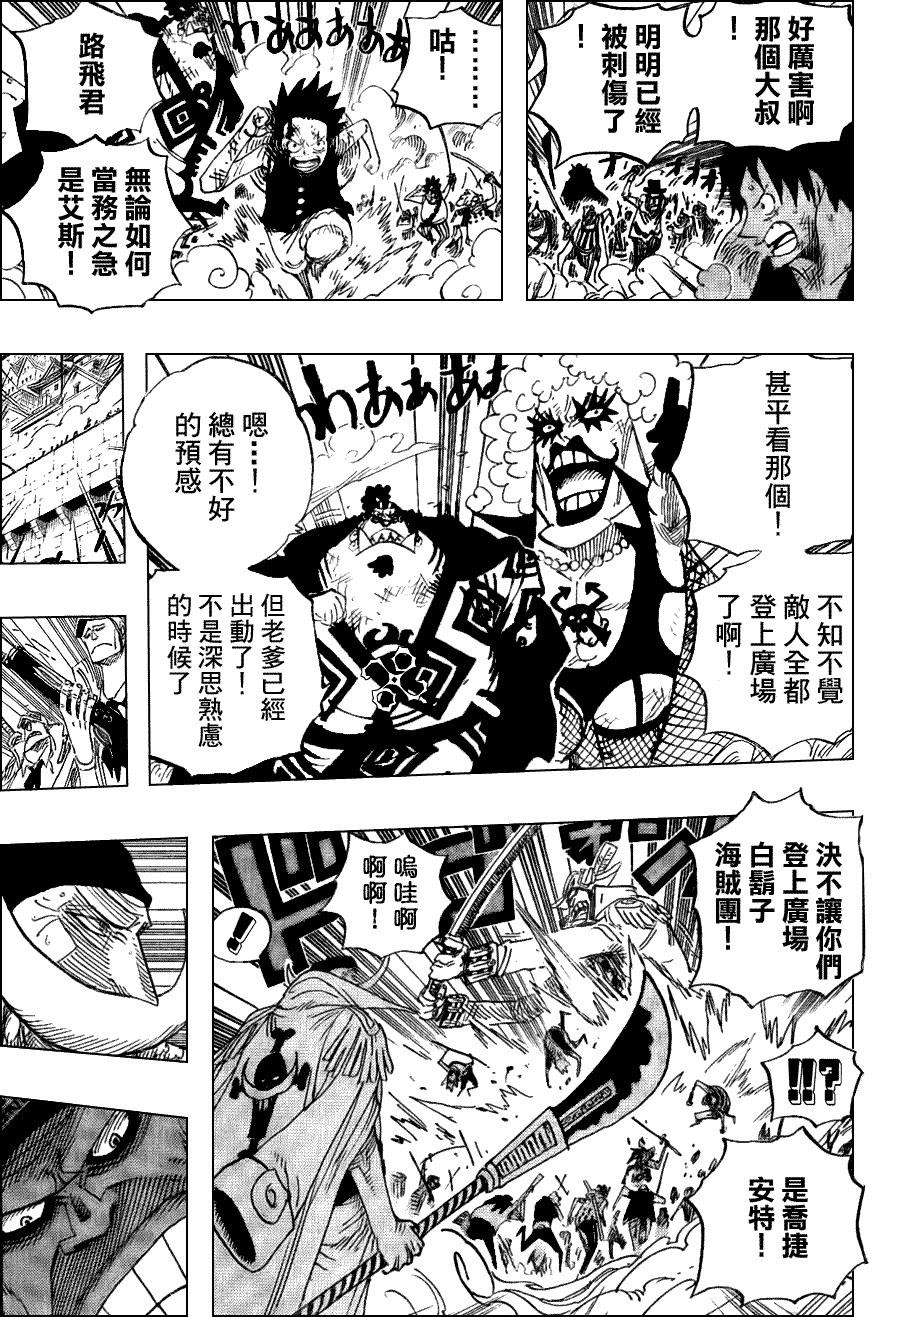 好厲害啊
那個大叔
！
明明已經
被刺傷了
！
………
咕！
わあああああ
路飛君
無論如何
當務之急
是艾斯！
甚平看那個！
不知不覺
敵人全都
登上廣場
了啊！
わあああああ
嗯…！
總有不好
的預感
但老爹已經
出動了！
不是深思熟慮
的時候了
決不讓你們
登上廣場
白鬍子
海賊團！
!!?
是喬捷
安特！
嗚哇啊
啊啊！
!!